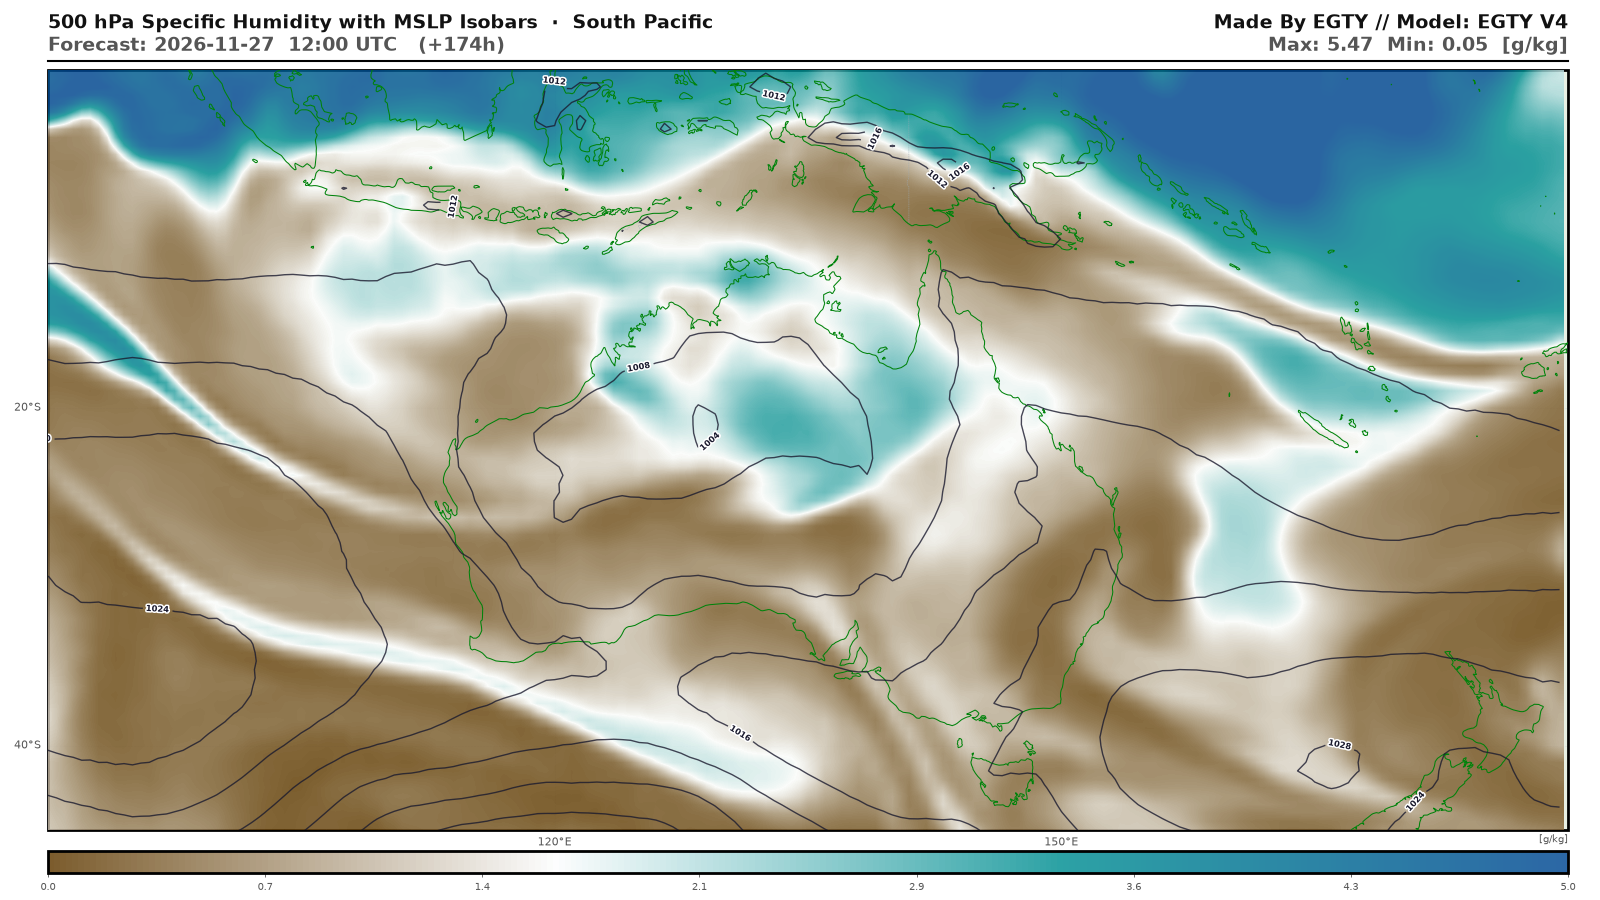 500 hPa Specific Humidity with MSLP Isobars · South Pacific
Made By EGTY // Model: EGTY V4
Forecast: 2026-11-27 12:00 UTC (+174h)
Max: 5.47 Min: 0.05 [g/kg]
1012
1012
1016
1016
1012
1012
1008
20°S
1004
1024
1016
1028
40°S
1024
120°E
150°E
[g/kg]
0.0 0.7 1.4 2.1 2.9 3.6 4.3 5.0